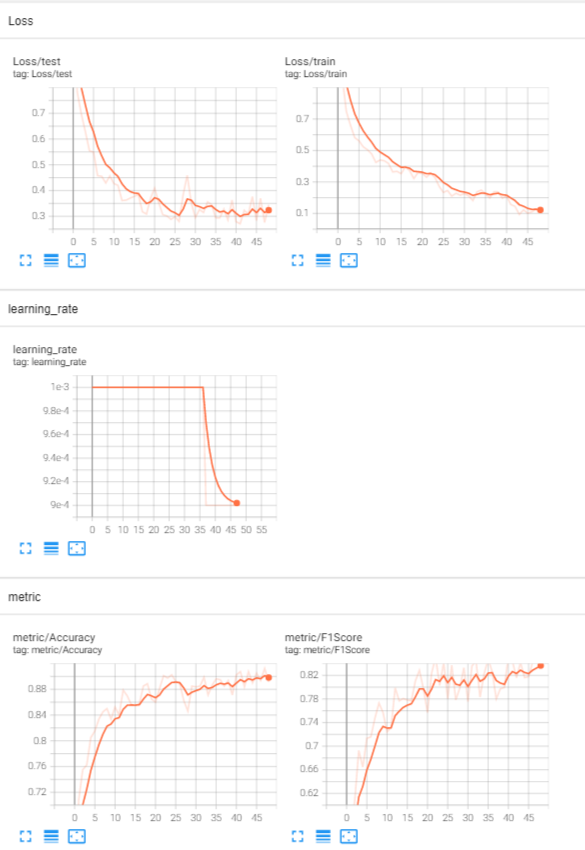 Loss
Loss/test
tag: Loss/test
0.7
0.6
0.5
0.4
0.3
0 5 10 15 20 25 30 35 40 45
Loss/train
tag: Loss/train
0.7
0.5
0.3
0.1
0 5 10 15 20 25 30 35 40 45
learning_rate
learning_rate
tag: learning_rate
1e-3
9.8e-4
9.6e-4
9.4e-4
9.2e-4
9e-4
0 5 10 15 20 25 30 35 40 45 50 55
metric
metric/Accuracy
tag: metric/Accuracy
0.88
0.84
0.8
0.76
0.72
0 5 10 15 20 25 30 35 40 45
metric/F1Score
tag: metric/F1Score
0.82
0.78
0.74
0.7
0.66
0.62
0 5 10 15 20 25 30 35 40 45